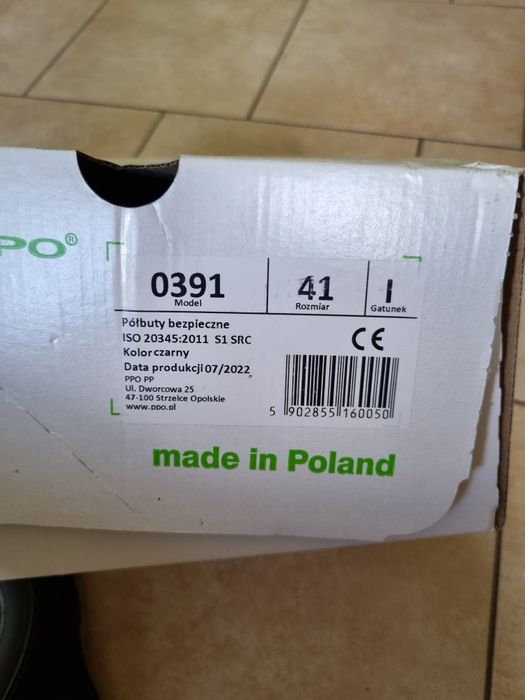 PPO®
0391 41 I
Model Rozmiar Gatunek
Półbuty bezpieczne
ISO 20345:2011 S1 SRC
Kolor czarny
Data produkcji 07/2022
PPO PP
Ul. Dworcowa 25
47-100 Strzelce Opolskie
www.ppo.pl
CE
5 902855 160050
made in Poland